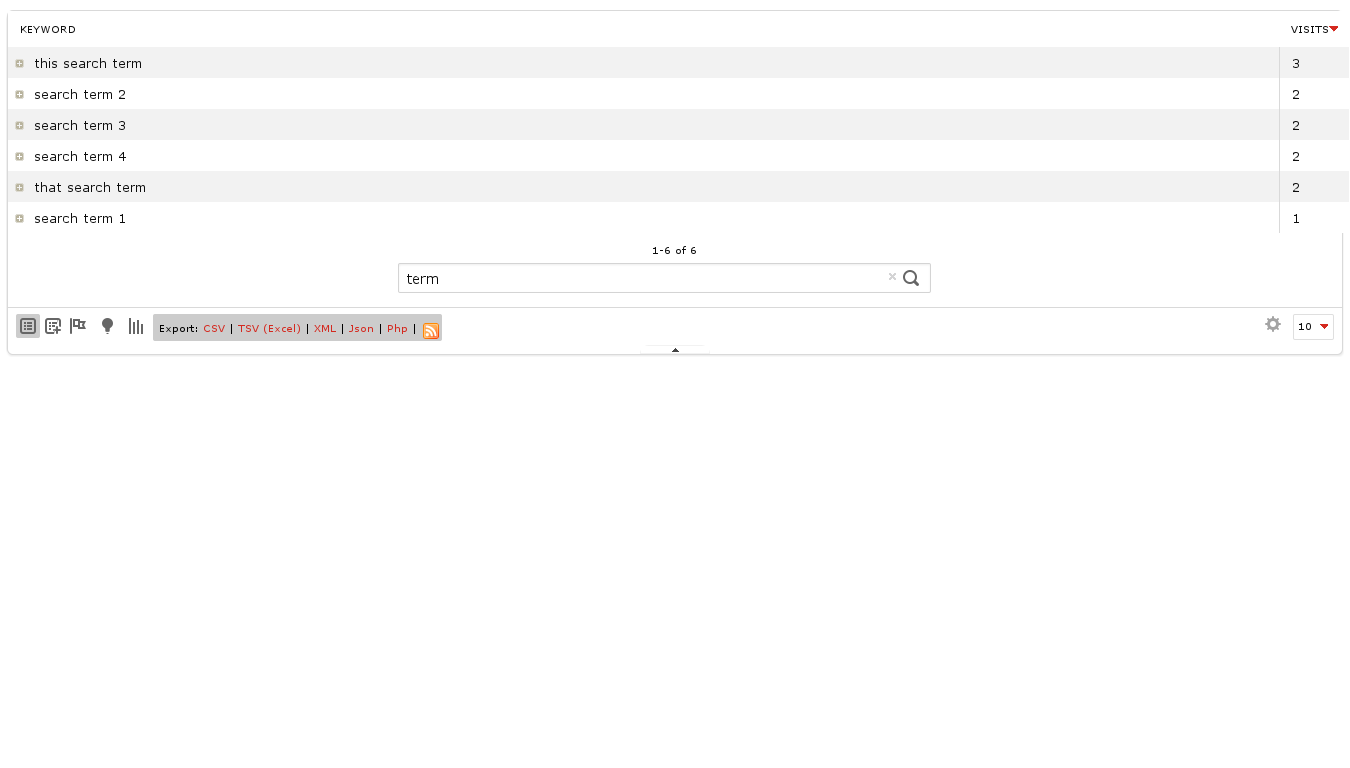 KEYWORD VISITS
this search term 3
search term 2 2
search term 3 2
search term 4 2
that search term 2
search term 1 1
1-6 of 6
term
Export: CSV | TSV (Excel) | XML | Json | Php |
10